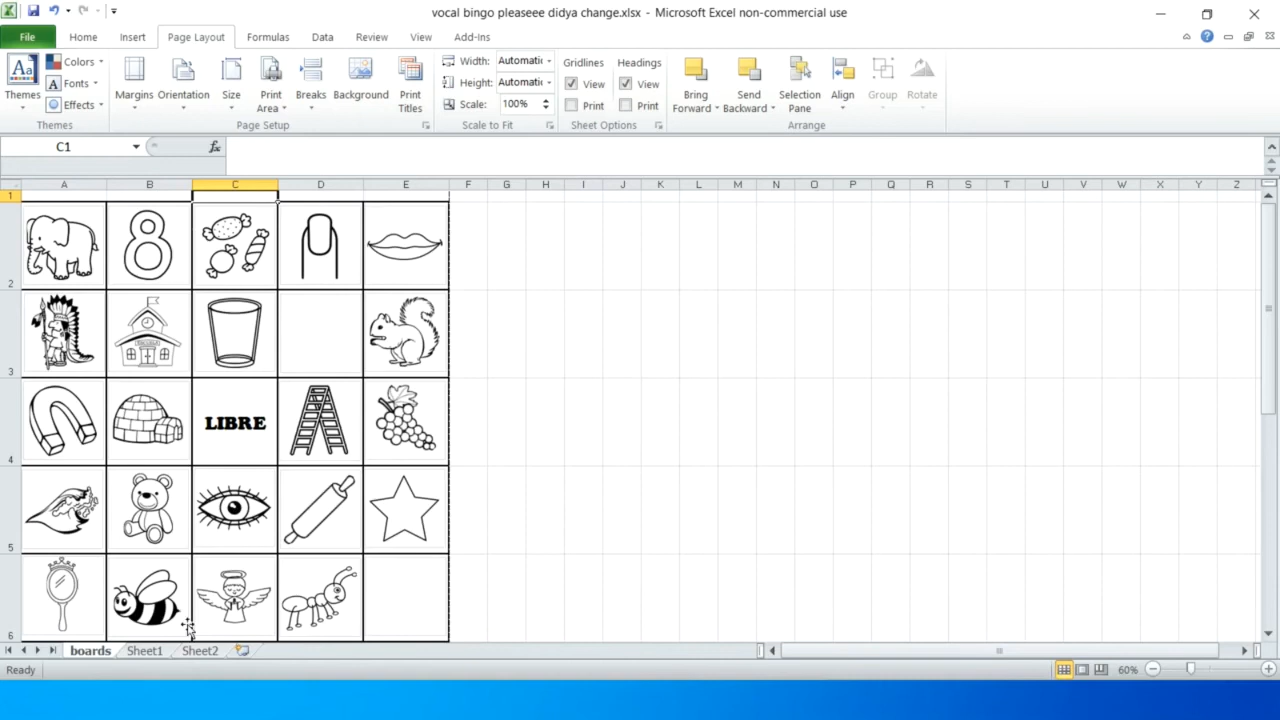 vocal bingo pleaseee didya change.xlsx - Microsoft Excel non-commercial use
File Home Insert Page Layout Formulas Data Review View Add-Ins
Themes Colors Fonts Effects
Themes
Margins Orientation Size Print Area Breaks Background Print Titles
Page Setup
Width: Automatic
Height: Automatic
Scale: 100%
Scale to Fit
Gridlines Headings
View View
Print Print
Sheet Options
Bring Forward Send Backward Selection Pane Align Group Rotate
Arrange
C1 fx
A B C D E F G H I J K L M N O P Q R S T U V W X Y Z
1
8
2
3
LIBRE
4
5
6
boards Sheet1 Sheet2
Ready 60%